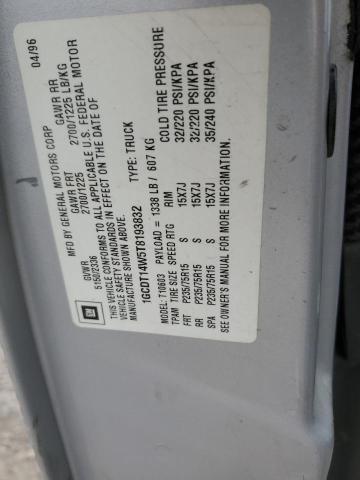 MFD BY GENERAL MOTORS CORP 04/96
GVWR GAWR FRT GAWR RR
5150/2336 2700/1225 2700/1225 LB/KG
THIS VEHICLE CONFORMS TO ALL APPLICABLE U.S. FEDERAL MOTOR
VEHICLE SAFETY STANDARDS IN EFFECT ON THE DATE OF
MANUFACTURE SHOWN ABOVE.
1GCDT14W5T8193832 TYPE: TRUCK
MODEL: T10603 PAYLOAD = 1338 LB / 607 KG
TPAM TIRE SIZE SPEED RTG RIM COLD TIRE PRESSURE
FRT P235/75R15 S 15X7J 32/220 PSI/KPA
RR P235/75R15 S 15X7J 32/220 PSI/KPA
SPA P235/75R15 S 15X7J 35/240 PSI/KPA
SEE OWNER'S MANUAL FOR MORE INFORMATION.
GM